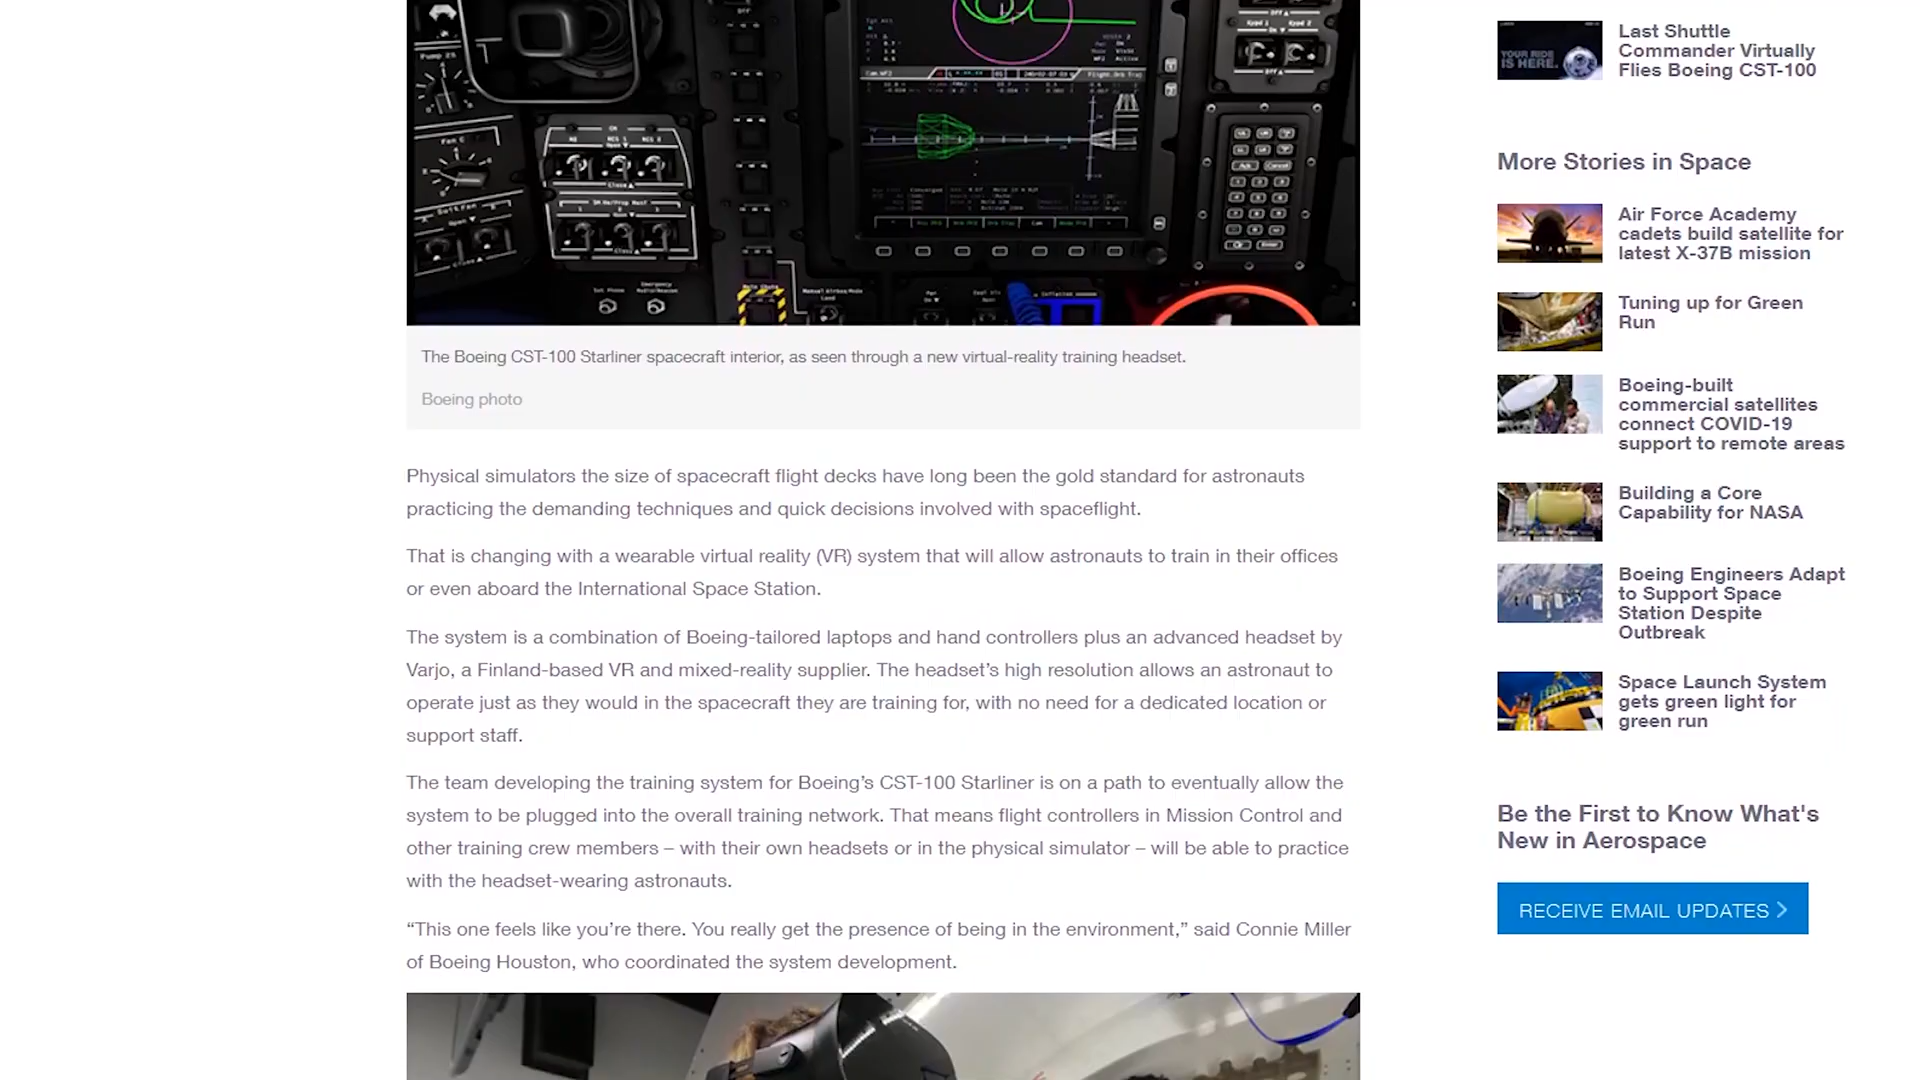 YOUR RIDE
IS HERE.
Last Shuttle
Commander Virtually
Flies Boeing CST-100
More Stories in Space
Air Force Academy
cadets build satellite for
latest X-37B mission
Tuning up for Green
Run
Boeing-built
commercial satellites
connect COVID-19
support to remote areas
Building a Core
Capability for NASA
Boeing Engineers Adapt
to Support Space
Station Despite
Outbreak
Space Launch System
gets green light for
green run
Be the First to Know What's
New in Aerospace
RECEIVE EMAIL UPDATES
The Boeing CST-100 Starliner spacecraft interior, as seen through a new virtual-reality training headset.
Boeing photo
Physical simulators the size of spacecraft flight decks have long been the gold standard for astronauts
practicing the demanding techniques and quick decisions involved with spaceflight.
That is changing with a wearable virtual reality (VR) system that will allow astronauts to train in their offices
or even aboard the International Space Station.
The system is a combination of Boeing-tailored laptops and hand controllers plus an advanced headset by
Varjo, a Finland-based VR and mixed-reality supplier. The headset’s high resolution allows an astronaut to
operate just as they would in the spacecraft they are training for, with no need for a dedicated location or
support staff.
The team developing the training system for Boeing’s CST-100 Starliner is on a path to eventually allow the
system to be plugged into the overall training network. That means flight controllers in Mission Control and
other training crew members – with their own headsets or in the physical simulator – will be able to practice
with the headset-wearing astronauts.
“This one feels like you’re there. You really get the presence of being in the environment,” said Connie Miller
of Boeing Houston, who coordinated the system development.